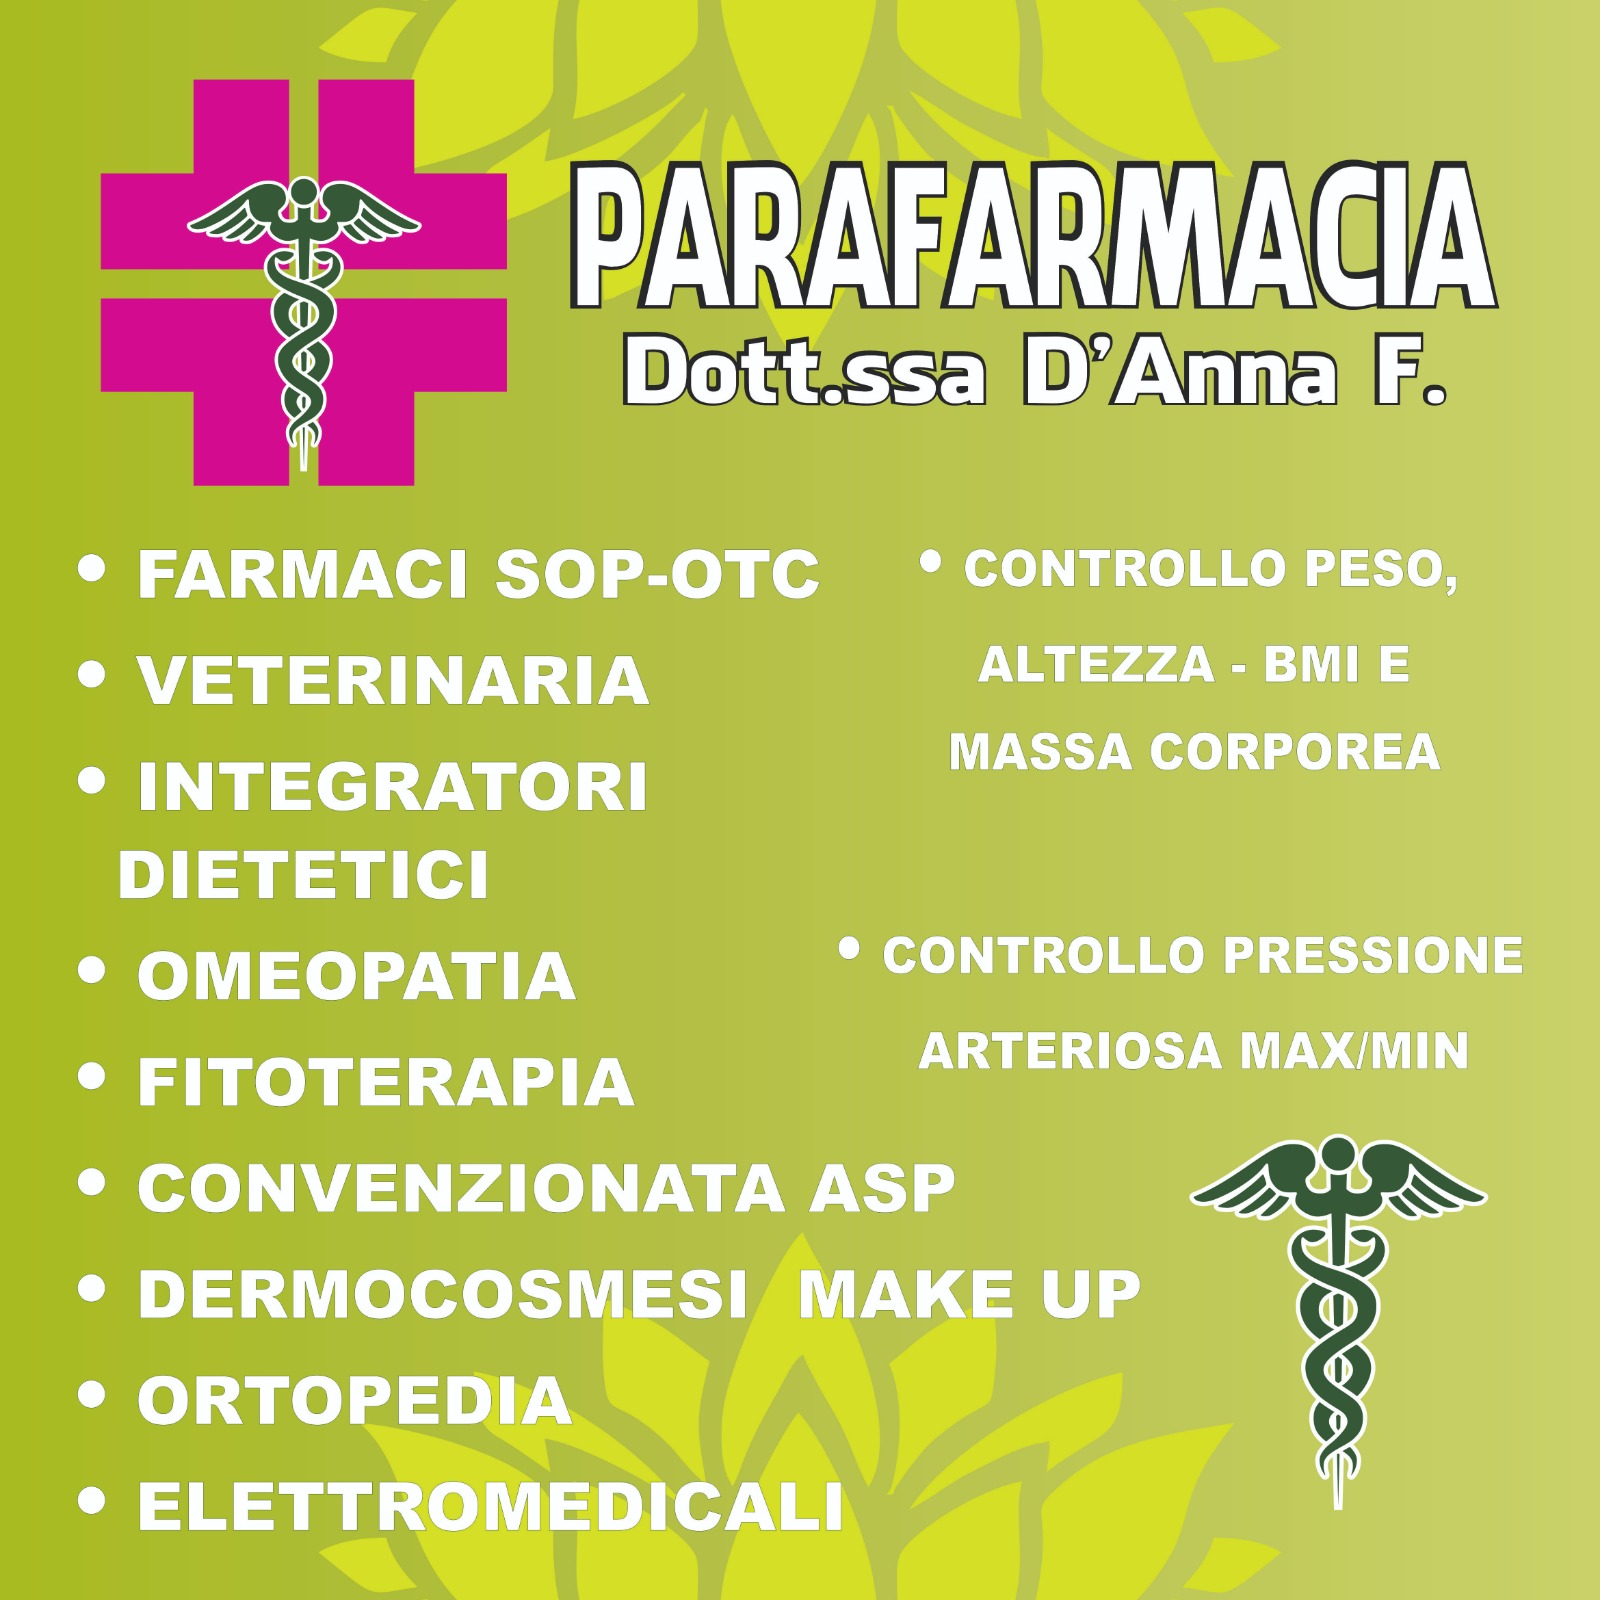 PARAFARMACIA
Dott.ssa D'Anna F.
• FARMACI SOP-OTC
• VETERINARIA
• INTEGRATORI
DIETETICI
• OMEOPATIA
• FITOTERAPIA
• CONVENZIONATA ASP
• DERMOCOSMESI  MAKE UP
• ORTOPEDIA
• ELETTROMEDICALI
• CONTROLLO PESO,
ALTEZZA - BMI E
MASSA CORPOREA
• CONTROLLO PRESSIONE
ARTERIOSA MAX/MIN